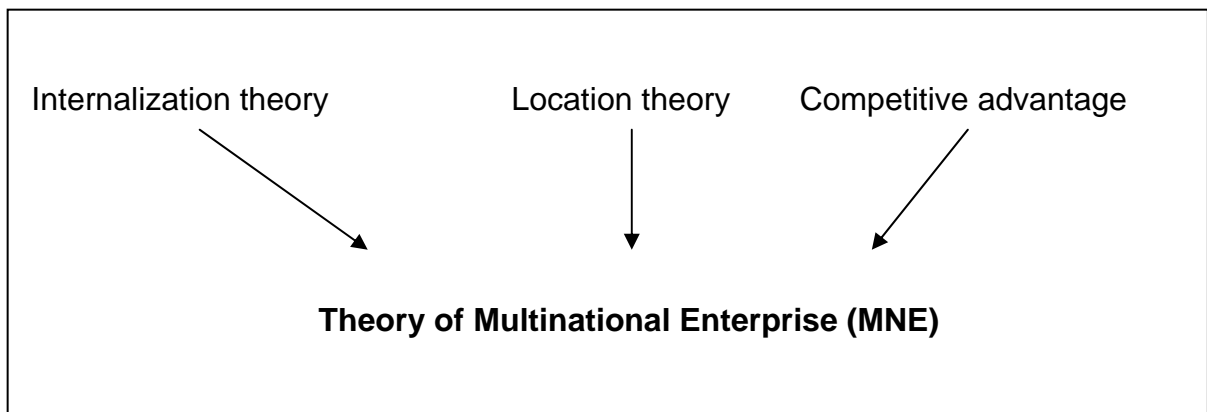 Internalization theory Location theory Competitive advantage
Theory of Multinational Enterprise (MNE)